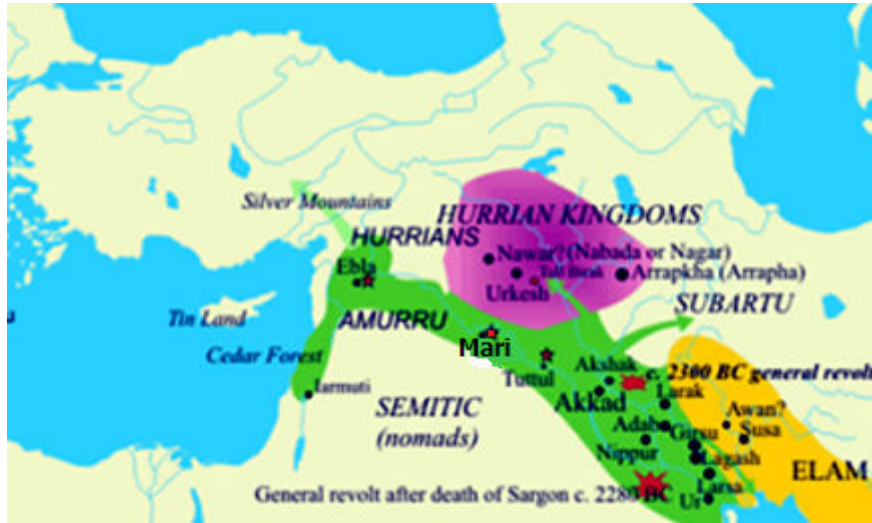 Silver Mountains
HURRIAN KINGDOMS
HURRIANS
Nawar? (Nabada or Nagar)
Ebla
Tall Brak
Arrapkha (Arrapha)
Urkesh
SUBARTU
Tin Land
AMURRU
Mari
Cedar Forest
Tuttul
Akshak
c. 2300 BC general revolt
Iarmuti
Akkad
Larak
SEMITIC
(nomads)
Adab
Girsu
Awan?
Susa
Nippur
Lagash
ELAM
Larsa
General revolt after death of Sargon c. 2280 BC
Ur